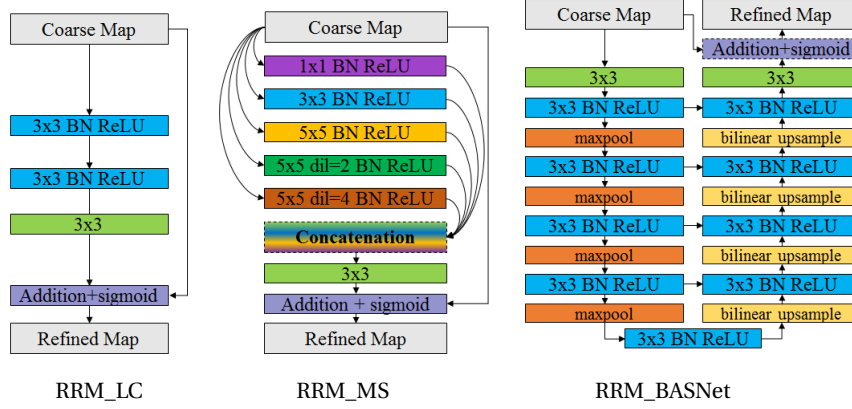 Coarse Map
3x3 BN ReLU
3x3 BN ReLU
3x3
Addition+sigmoid
Refined Map
RRM_LC
Coarse Map
1x1 BN ReLU
3x3 BN ReLU
5x5 BN ReLU
5x5 dil=2 BN ReLU
5x5 dil=4 BN ReLU
Concatenation
3x3
Addition + sigmoid
Refined Map
RRM_MS
Coarse Map
3x3
3x3 BN ReLU
maxpool
3x3 BN ReLU
maxpool
3x3 BN ReLU
maxpool
3x3 BN ReLU
maxpool
3x3 BN ReLU
Refined Map
Addition+sigmoid
3x3
3x3 BN ReLU
bilinear upsample
3x3 BN ReLU
bilinear upsample
3x3 BN ReLU
bilinear upsample
3x3 BN ReLU
bilinear upsample
RRM_BASNet